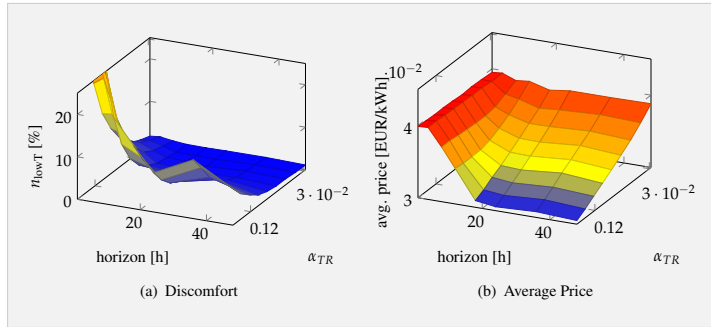 20
10
0
n_lowT [%]
20
40
horizon [h]
0.12
3 · 10⁻²
α_TR
(a) Discomfort
·10⁻²
4
3
avg. price [EUR/kWh]
20
40
horizon [h]
0.12
3 · 10⁻²
α_TR
(b) Average Price